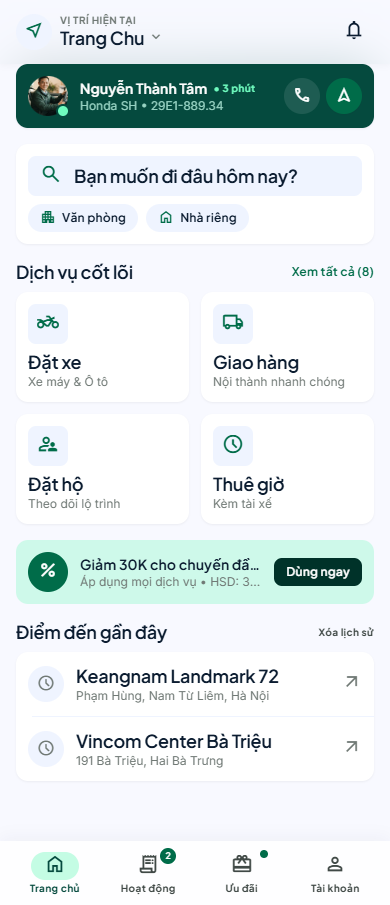 VỊ TRÍ HIỆN TẠI
Trang Chu
Nguyễn Thành Tâm • 3 phút
Honda SH • 29E1-889.34
Bạn muốn đi đâu hôm nay?
Văn phòng
Nhà riêng
Dịch vụ cốt lõi
Xem tất cả (8)
Đặt xe
Xe máy & Ô tô
Giao hàng
Nội thành nhanh chóng
Đặt hộ
Theo dõi lộ trình
Thuê giờ
Kèm tài xế
%
Giảm 30K cho chuyến đầ...
Áp dụng mọi dịch vụ • HSD: 3...
Dùng ngay
Điểm đến gần đây
Xóa lịch sử
Keangnam Landmark 72
Phạm Hùng, Nam Từ Liêm, Hà Nội
Vincom Center Bà Triệu
191 Bà Triệu, Hai Bà Trưng
2
Trang chủ
Hoạt động
Ưu đãi
Tài khoản